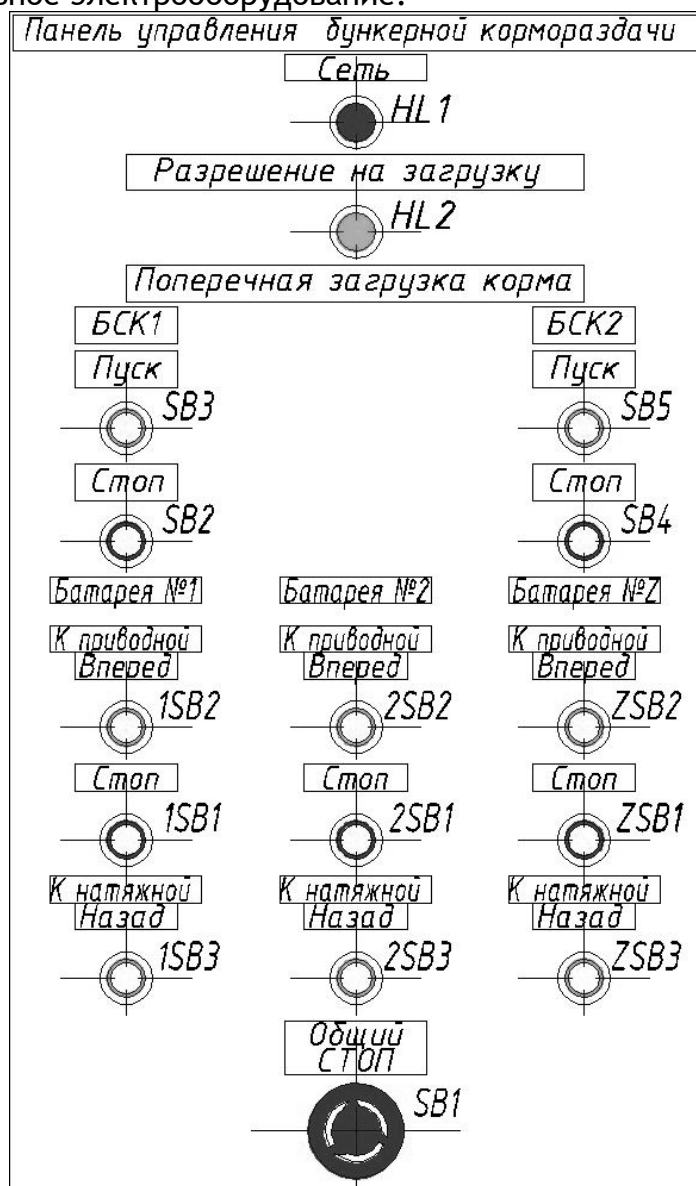 ное электрооборудование:
Панель управления бункерной кормораздачи
Сеть
HL1
Разрешение на загрузку
HL2
Поперечная загрузка корма
БСК1 БСК2
Пуск Пуск
SB3 SB5
Стоп Стоп
SB2 SB4
Батарея №1 Батарея №2 Батарея №Z
К приводной К приводной К приводной
Вперед Вперед Вперед
1SB2 2SB2 ZSB2
Стоп Стоп Стоп
1SB1 2SB1 ZSB1
К натяжной К натяжной К натяжной
Назад Назад Назад
1SB3 2SB3 ZSB3
Общий
СТОП
SB1